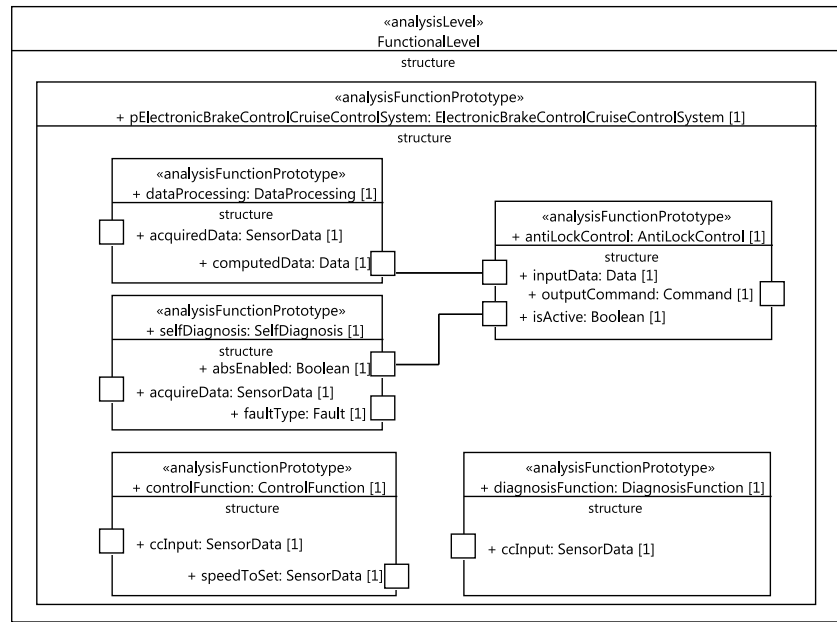 «analysisLevel»
FunctionalLevel
structure
«analysisFunctionPrototype»
+ pElectronicBrakeControlCruiseControlSystem: ElectronicBrakeControlCruiseControlSystem [1]
structure
«analysisFunctionPrototype»
+ dataProcessing: DataProcessing [1]
structure
+ acquiredData: SensorData [1]
+ computedData: Data [1]
«analysisFunctionPrototype»
+ antiLockControl: AntiLockControl [1]
structure
+ inputData: Data [1]
+ outputCommand: Command [1]
+ isActive: Boolean [1]
«analysisFunctionPrototype»
+ selfDiagnosis: SelfDiagnosis [1]
structure
+ absEnabled: Boolean [1]
+ acquireData: SensorData [1]
+ faultType: Fault [1]
«analysisFunctionPrototype»
+ controlFunction: ControlFunction [1]
structure
+ ccInput: SensorData [1]
+ speedToSet: SensorData [1]
«analysisFunctionPrototype»
+ diagnosisFunction: DiagnosisFunction [1]
structure
+ ccInput: SensorData [1]